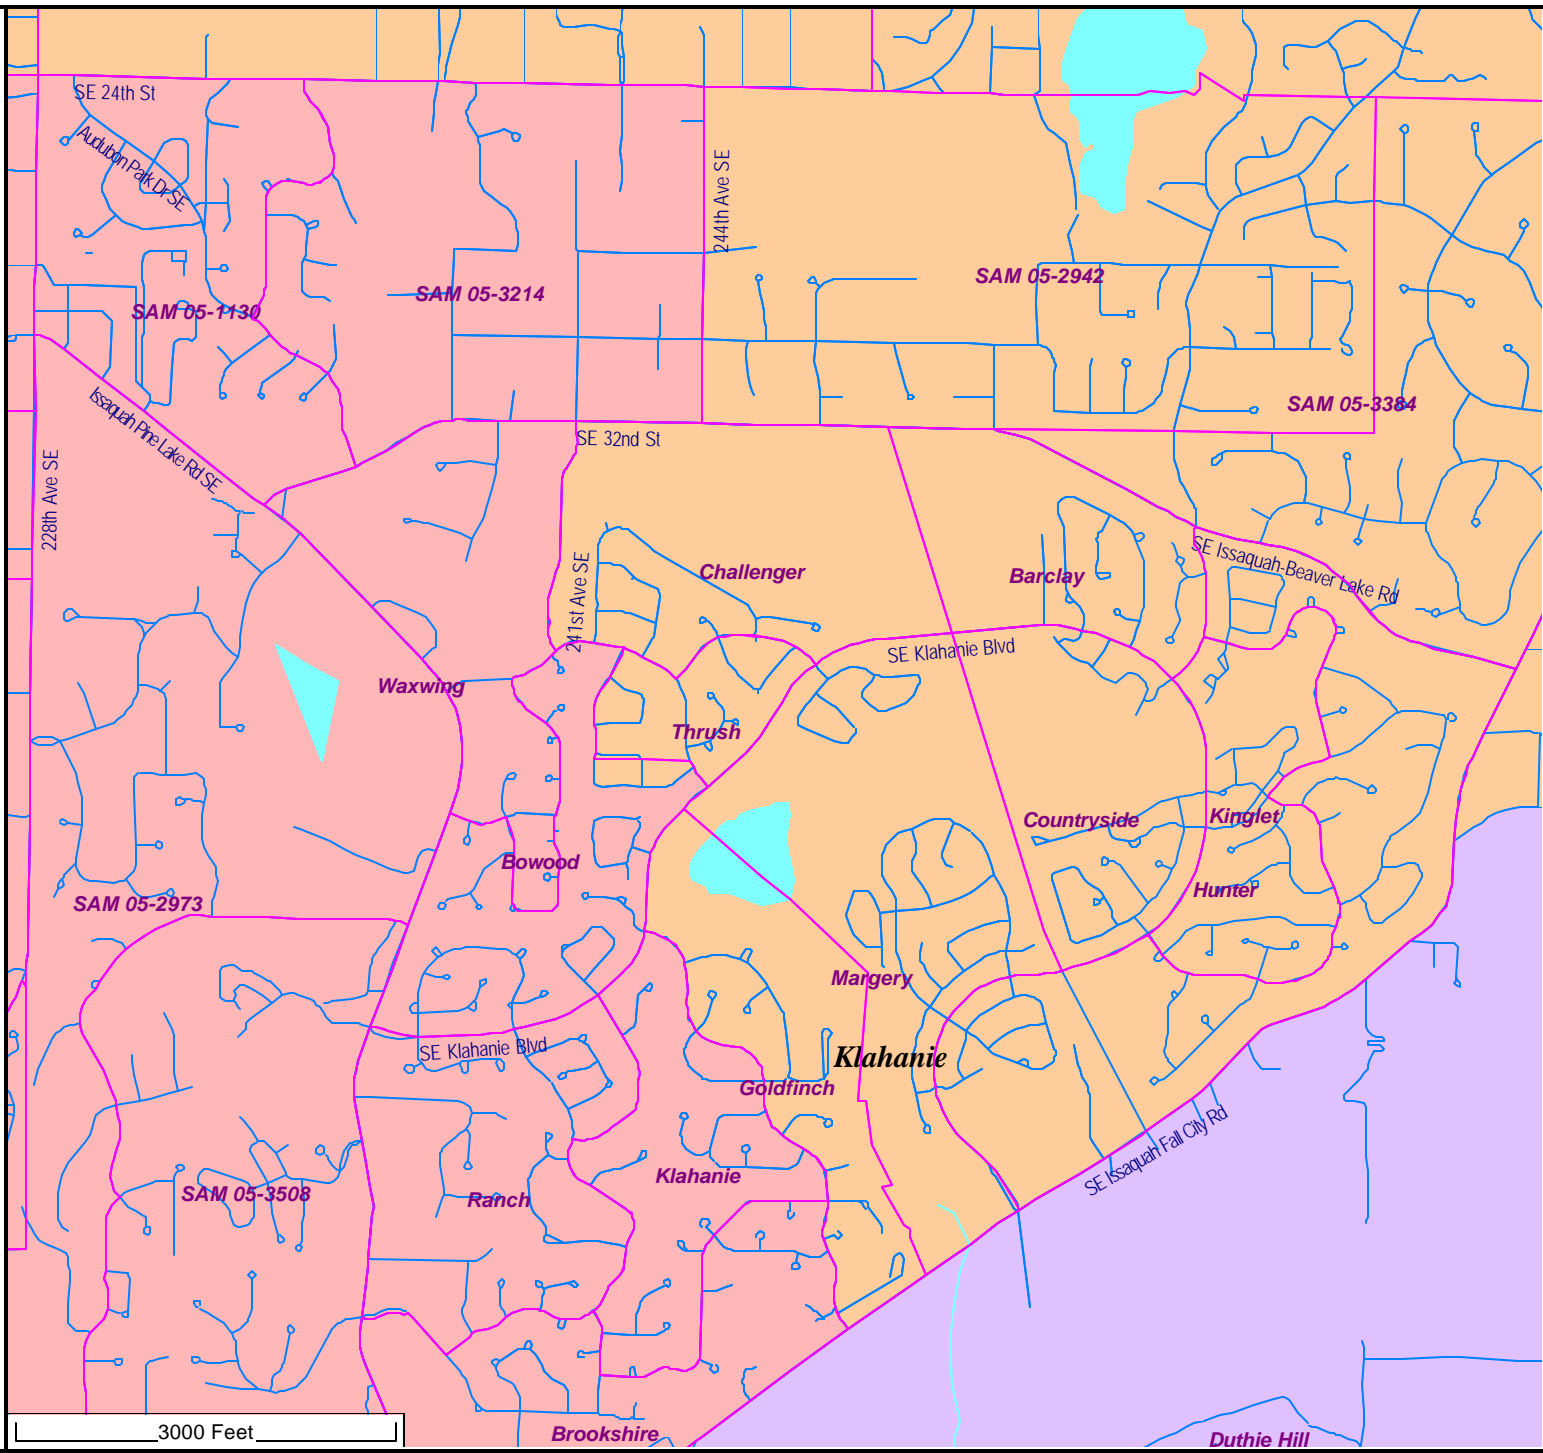 SE 24th St
Audubon Park Dr SE
244th Ave SE
SAM 05-2942
SAM 05-3214
SAM 05-1130
SAM 05-3384
Issaquah Pine Lake Rd SE
SE 32nd St
228th Ave SE
SE Issaquah-Beaver Lake Rd
241st Ave SE
Challenger
Barclay
SE Klahanie Blvd
Waxwing
Thrush
Countryside
Kinglet
Bowood
Hunter
SAM 05-2973
Margery
SE Klahanie Blvd
Klahanie
Goldfinch
SE Issaquah Fall City Rd
Klahanie
SAM 05-3508
Ranch
3000 Feet
Brookshire
Duthie Hill